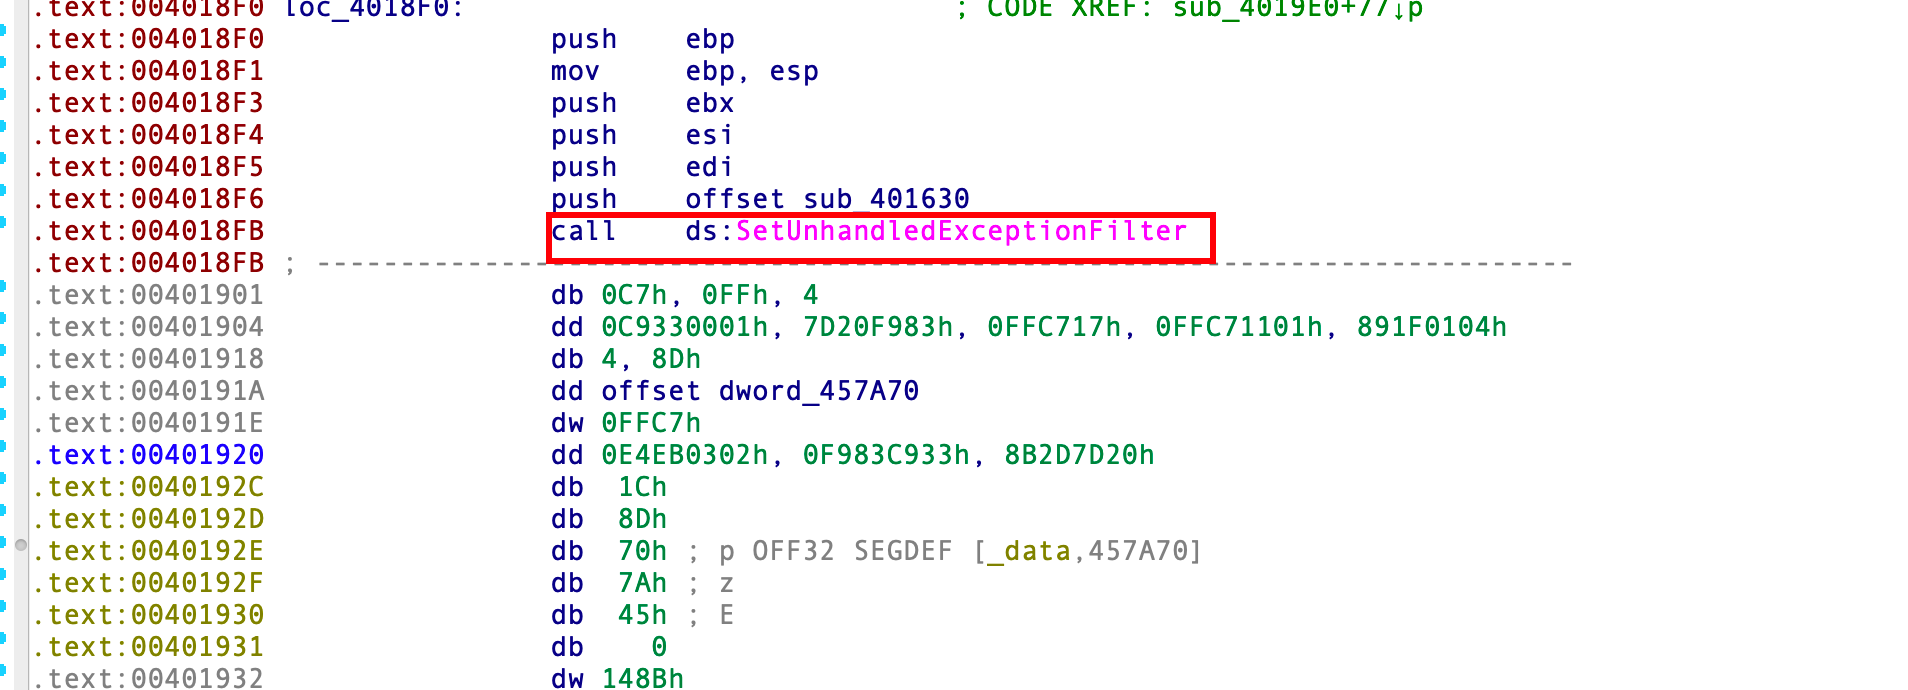 .text:004018F0 loc_4018F0: ; CODE XREF: sub_4019E0+77↓p
.text:004018F0 push ebp
.text:004018F1 mov ebp, esp
.text:004018F3 push ebx
.text:004018F4 push esi
.text:004018F5 push edi
.text:004018F6 push offset sub_401630
.text:004018FB call ds:SetUnhandledExceptionFilter
.text:004018FB ; ---------------------------------------------------------------------------
.text:00401901 db 0C7h, 0FFh, 4
.text:00401904 dd 0C9330001h, 7D20F983h, 0FFC717h, 0FFC71101h, 891F0104h
.text:00401918 db 4, 8Dh
.text:0040191A dd offset dword_457A70
.text:0040191E dw 0FFC7h
.text:00401920 dd 0E4EB0302h, 0F983C933h, 8B2D7D20h
.text:0040192C db 1Ch
.text:0040192D db 8Dh
.text:0040192E db 70h ; p OFF32 SEGDEF [_data,457A70]
.text:0040192F db 7Ah ; z
.text:00401930 db 45h ; E
.text:00401931 db 0
.text:00401932 dw 148Bh